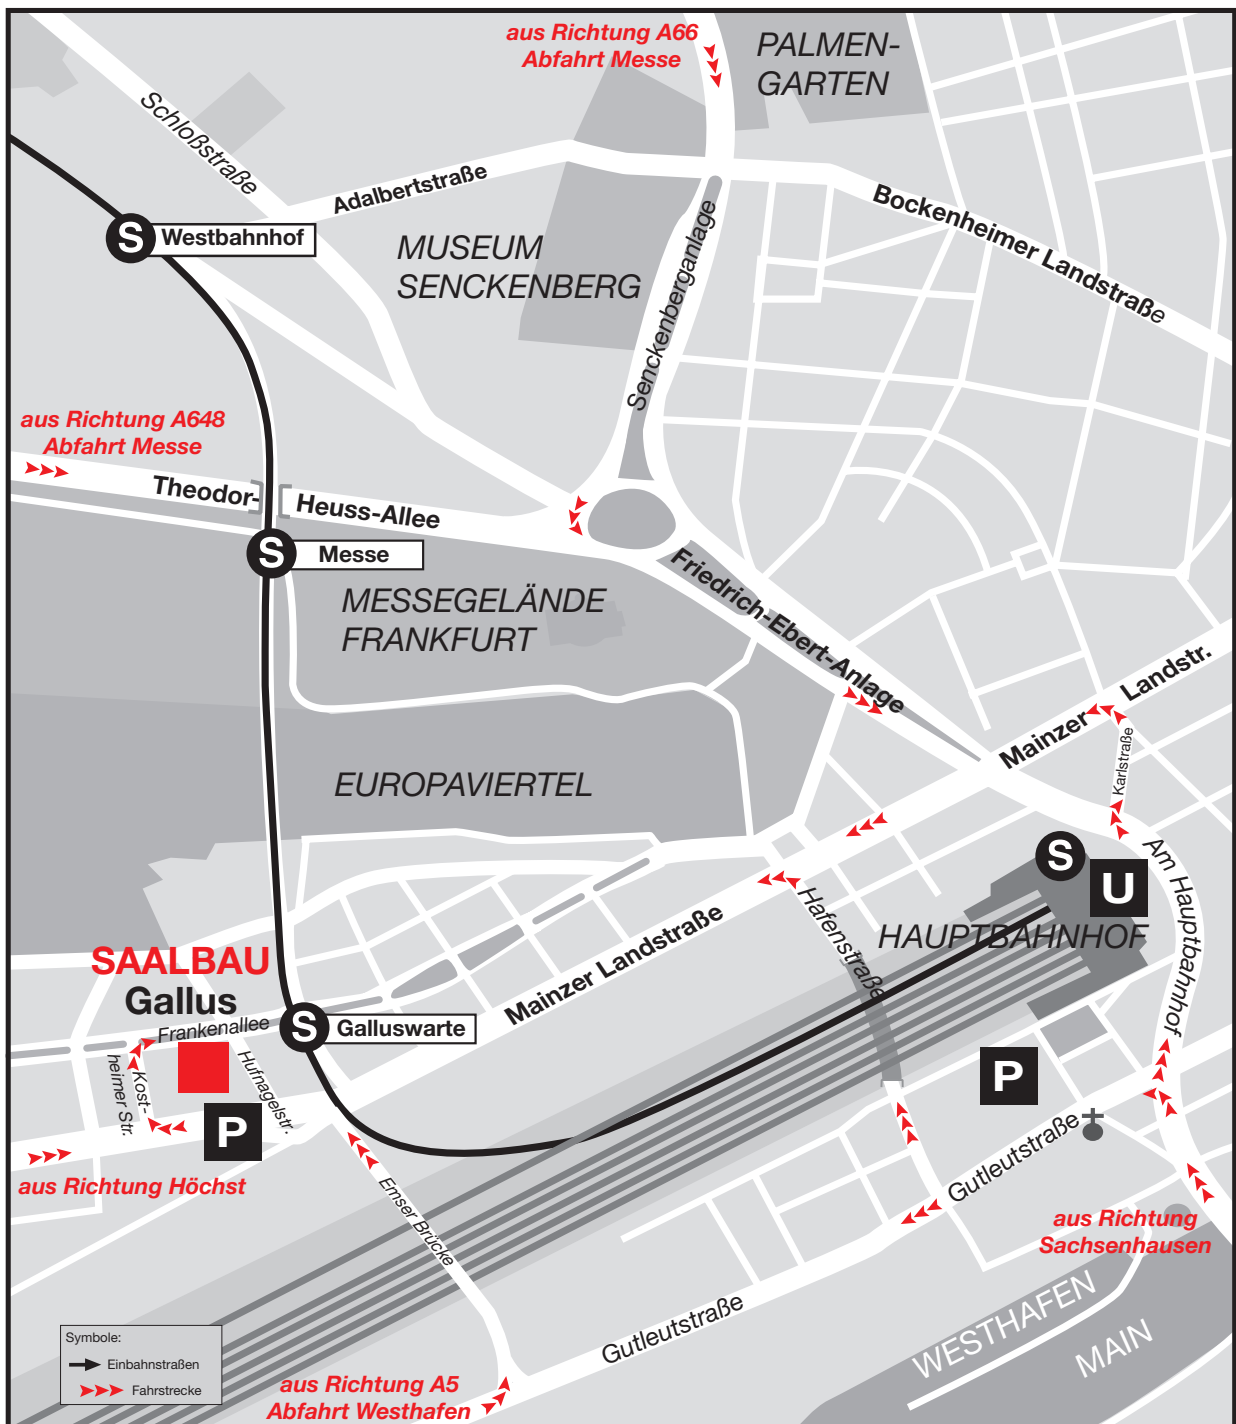 aus Richtung A66
Abfahrt Messe
PALMEN-
GARTEN
Schloßstraße
Adalbertstraße
Bockenheimer Landstraße
S Westbahnhof
MUSEUM
SENCKENBERG
Senckenberganlage
aus Richtung A648
Abfahrt Messe
Theodor-
Heuss-Allee
S Messe
MESSEGELÄNDE
FRANKFURT
Friedrich-Ebert-Anlage
Mainzer Landstr.
Karlstraße
EUROPAVIERTEL
S
U
Am Hauptbahnhof
HAUPTBAHNHOF
Hafenstraße
Mainzer Landstraße
SAALBAU
Gallus
Frankenallee
S Galluswarte
Kost-
heimer Str.
Hufnagelstr.
P
P
Gutleutstraße
aus Richtung Höchst
Emser Brücke
aus Richtung
Sachsenhausen
WESTHAFEN
MAIN
Gutleutstraße
Symbole:
Einbahnstraßen
Fahrstrecke
aus Richtung A5
Abfahrt Westhafen